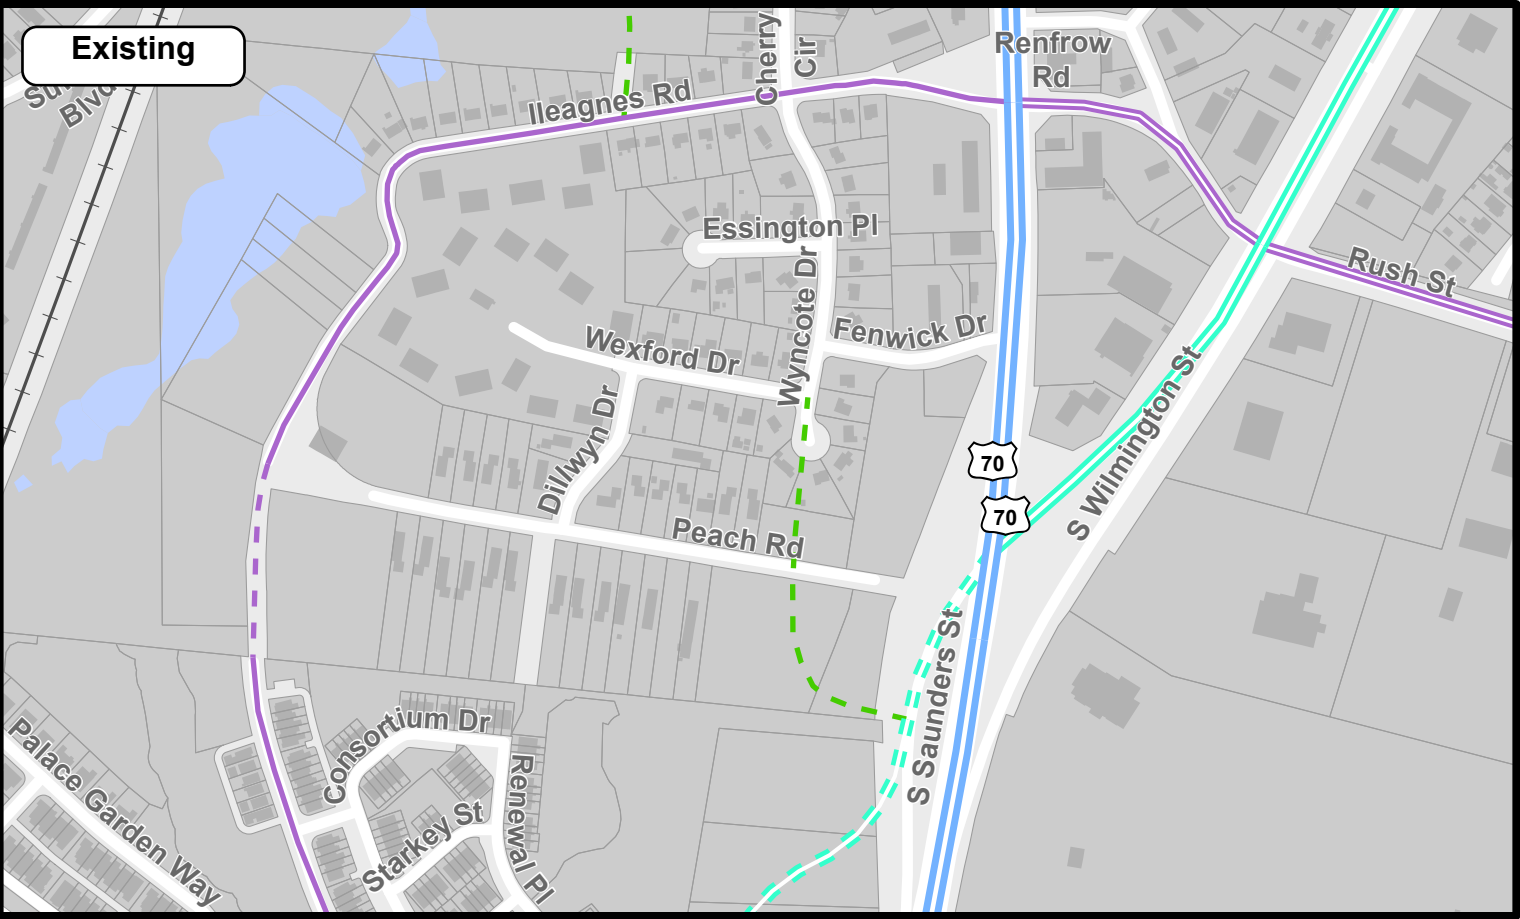 Existing
Blvd
Cherry
Cir
Renfrow
Rd
Ileagnes Rd
Essington Pl
Rush St
Wyncote Dr
Fenwick Dr
Wexford Dr
Dillwyn Dr
S Wilmington St
70
70
Peach Rd
S Saunders St
Consortium Dr
Palace Garden Way
Renewal Pl
Starkey St